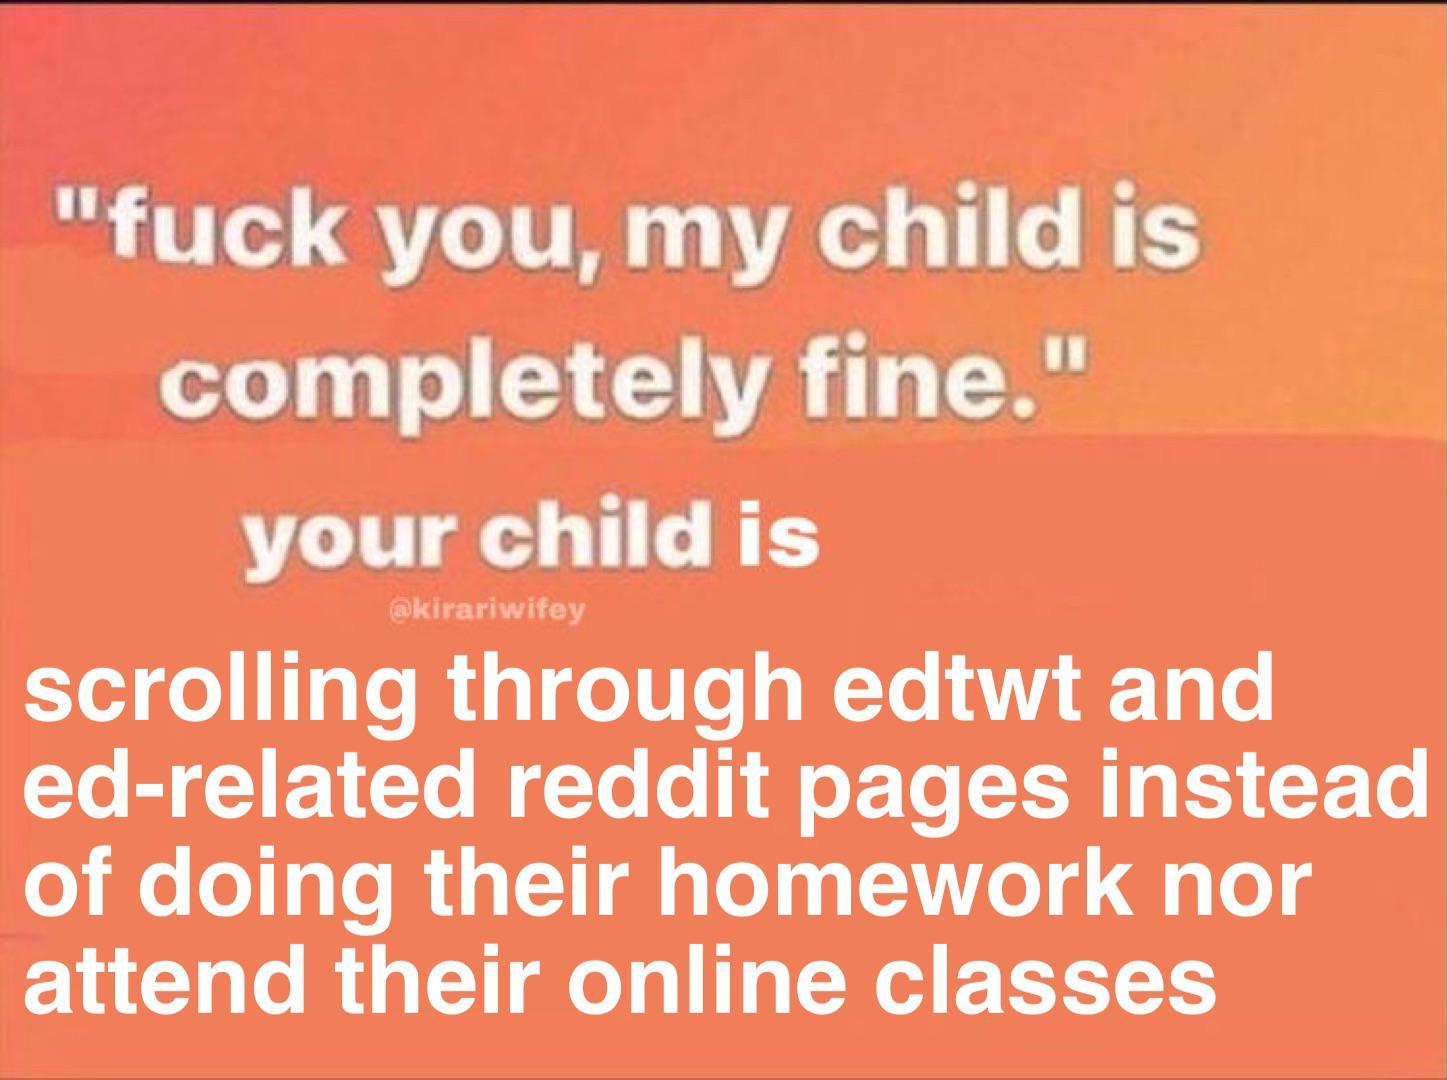 "fuck you, my child is
completely fine."
your child is
@kirariwifey
scrolling through edtwt and
ed-related reddit pages instead
of doing their homework nor
attend their online classes